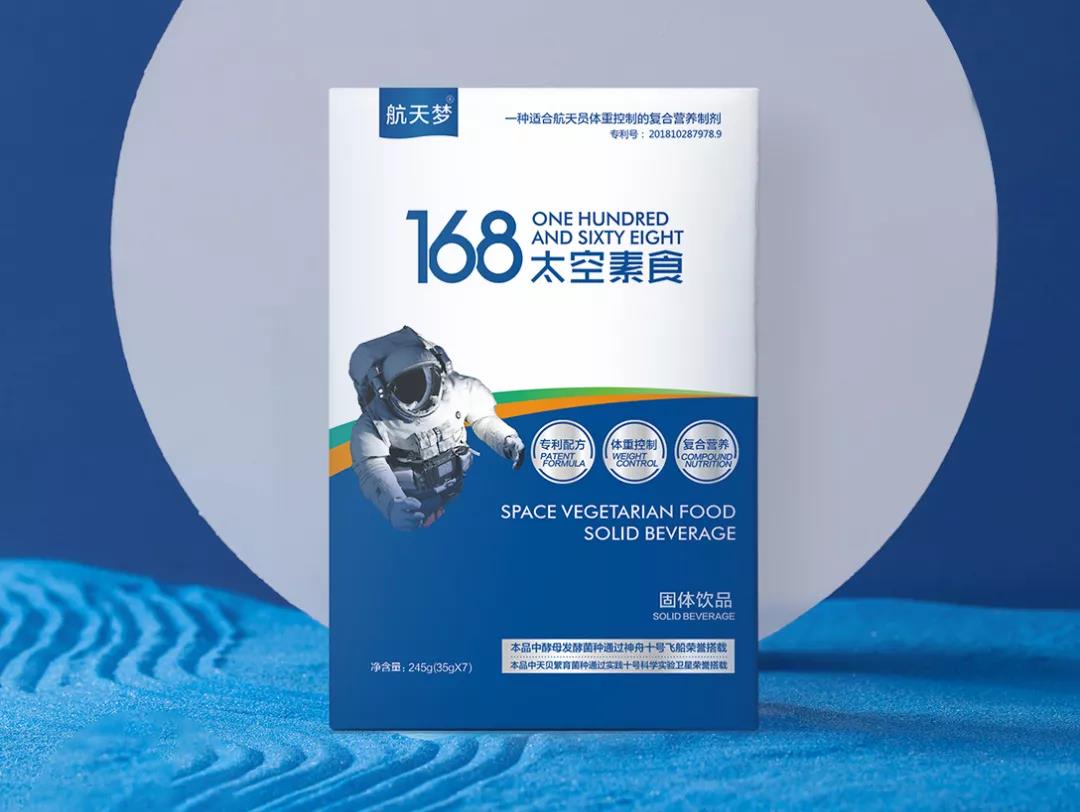 航天梦®
一种适合航天员体重控制的复合营养制剂
专利号：201810287978.9
168
ONE HUNDRED
AND SIXTY EIGHT
太空素食
专利配方
PATENT
FORMULA
体重控制
WEIGHT
CONTROL
复合营养
COMPOUND
NUTRITION
SPACE VEGETARIAN FOOD
SOLID BEVERAGE
固体饮品
SOLID BEVERAGE
本品中酵母发酵菌种通过神舟十号飞船荣誉搭载
本品中天贝繁育菌种通过实践十号科学实验卫星荣誉搭载
净含量：245g(35gX7)